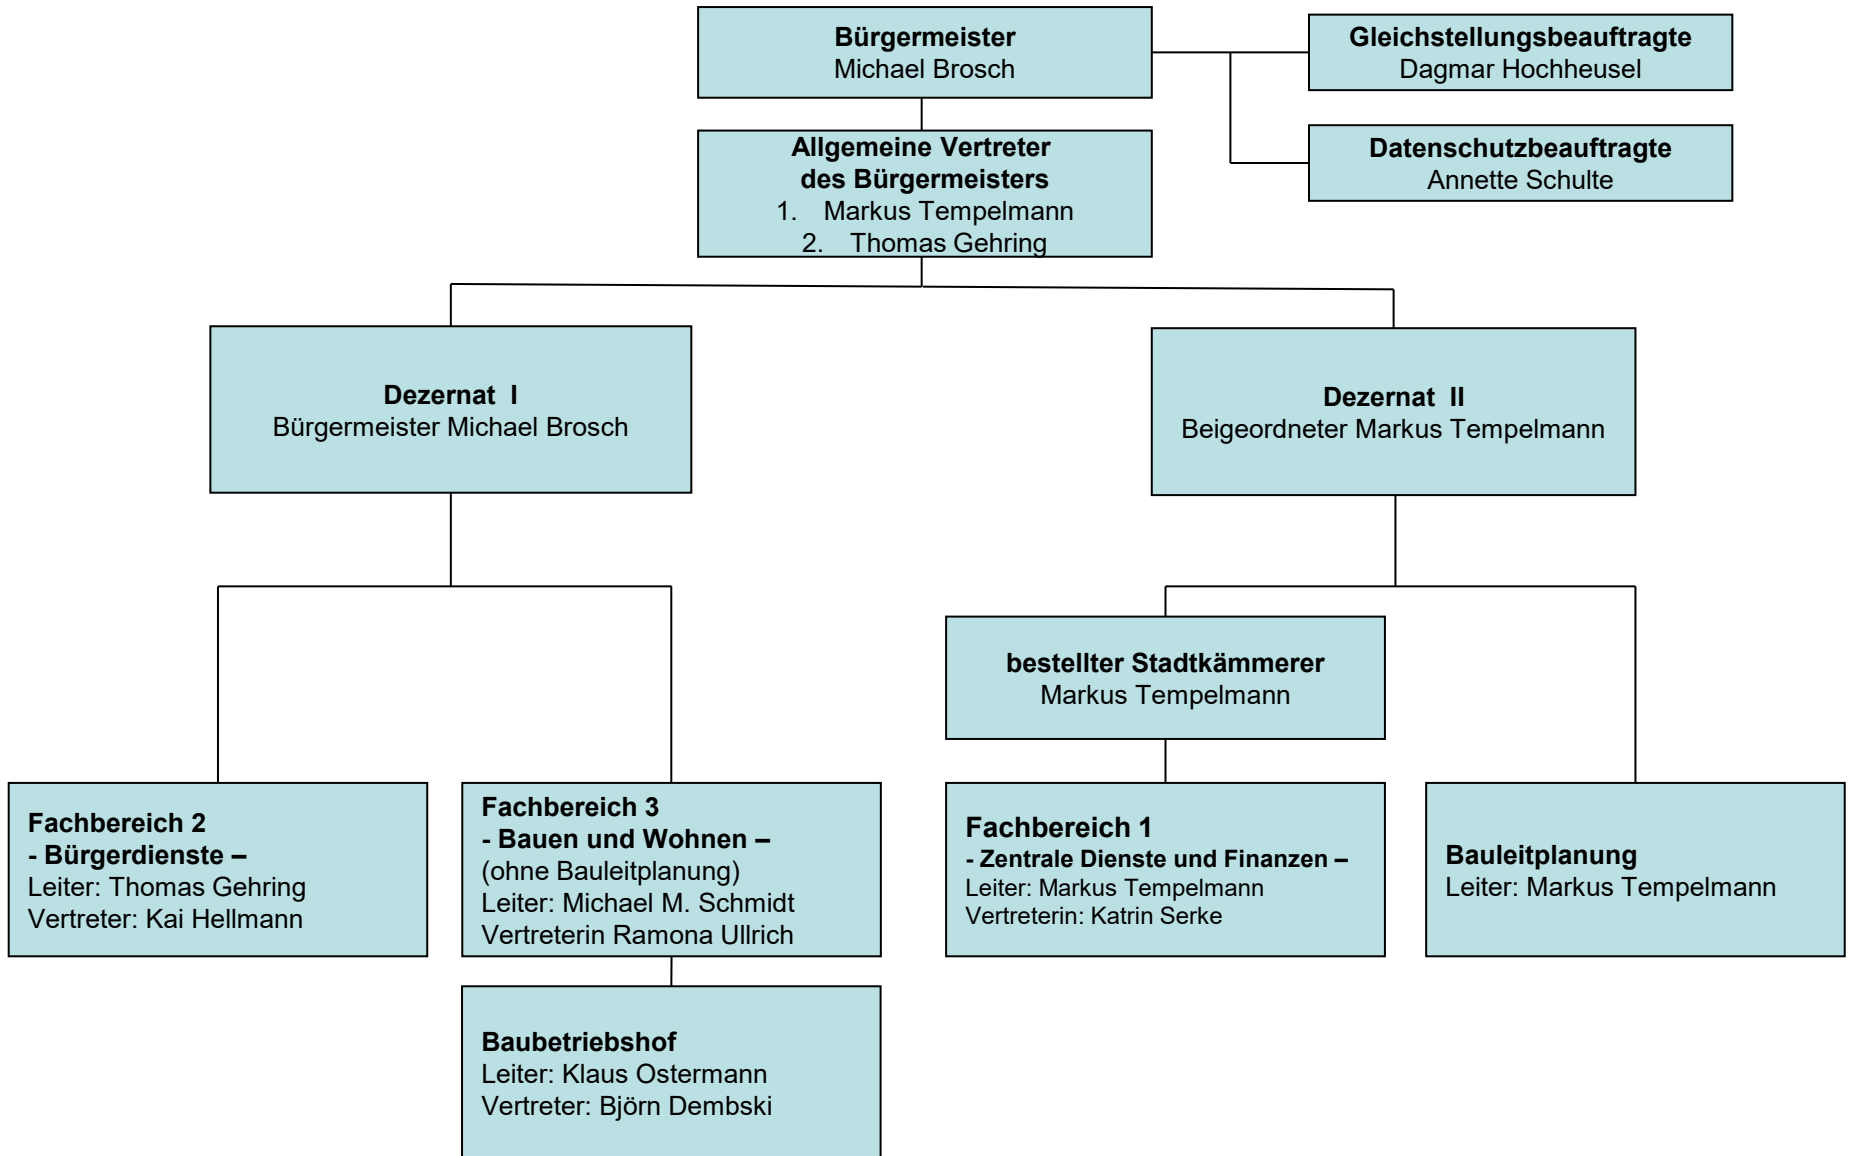 Bürgermeister
Michael Brosch
Gleichstellungsbeauftragte
Dagmar Hochheusel
Datenschutzbeauftragte
Annette Schulte
Allgemeine Vertreter
des Bürgermeisters
1. Markus Tempelmann
2. Thomas Gehring
Dezernat I
Bürgermeister Michael Brosch
Dezernat II
Beigeordneter Markus Tempelmann
bestellter Stadtkämmerer
Markus Tempelmann
Fachbereich 2
- Bürgerdienste –
Leiter: Thomas Gehring
Vertreter: Kai Hellmann
Fachbereich 3
- Bauen und Wohnen –
(ohne Bauleitplanung)
Leiter: Michael M. Schmidt
Vertreterin Ramona Ullrich
Fachbereich 1
- Zentrale Dienste und Finanzen –
Leiter: Markus Tempelmann
Vertreterin: Katrin Serke
Bauleitplanung
Leiter: Markus Tempelmann
Baubetriebshof
Leiter: Klaus Ostermann
Vertreter: Björn Dembski